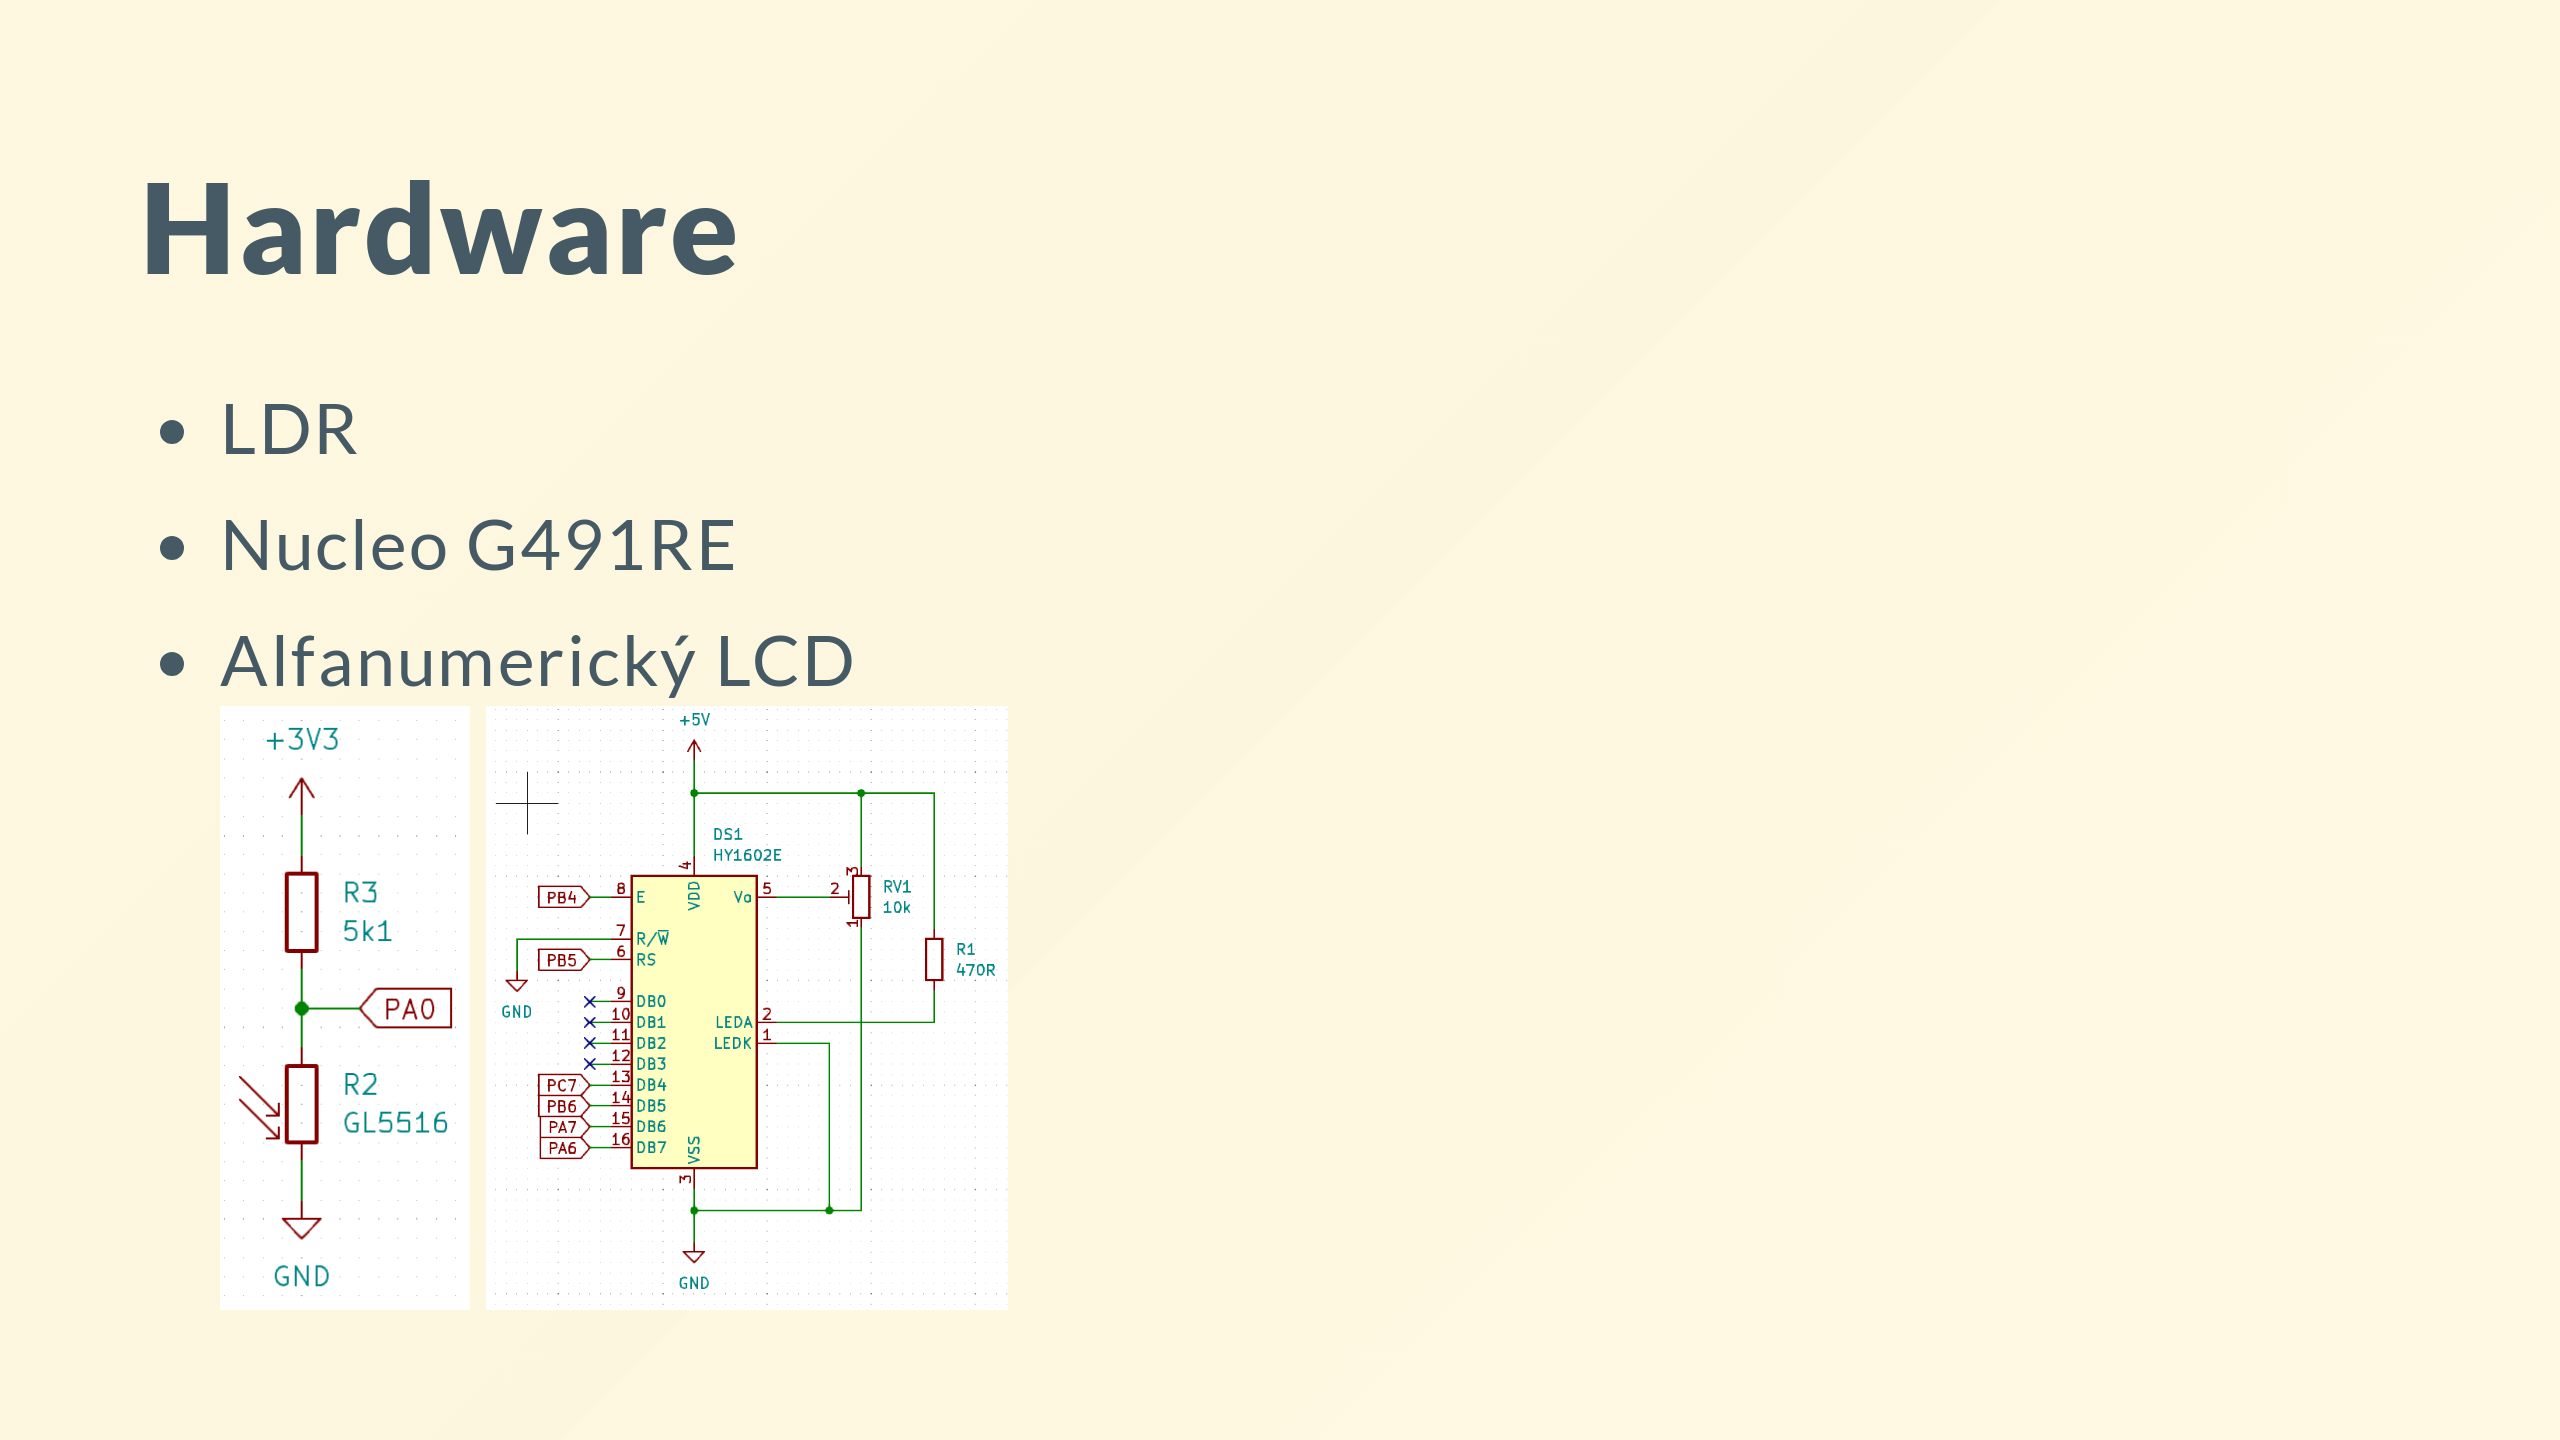 Hardware
LDR
Nucleo G491RE
Alfanumerický LCD
+3V3
R3
5k1
PA0
R2
GL5516
GND
+5V
DS1
HY1602E
4
VDD
PB4 8 E
Va 5
2
3
1
RV1
10k
7 R/W
PB5 6 RS
GND
R1
470R
9 DB0
10 DB1
11 DB2
12 DB3
LEDA 2
LEDK 1
PC7 13 DB4
PB6 14 DB5
PA7 15 DB6
PA6 16 DB7
VSS
3
GND